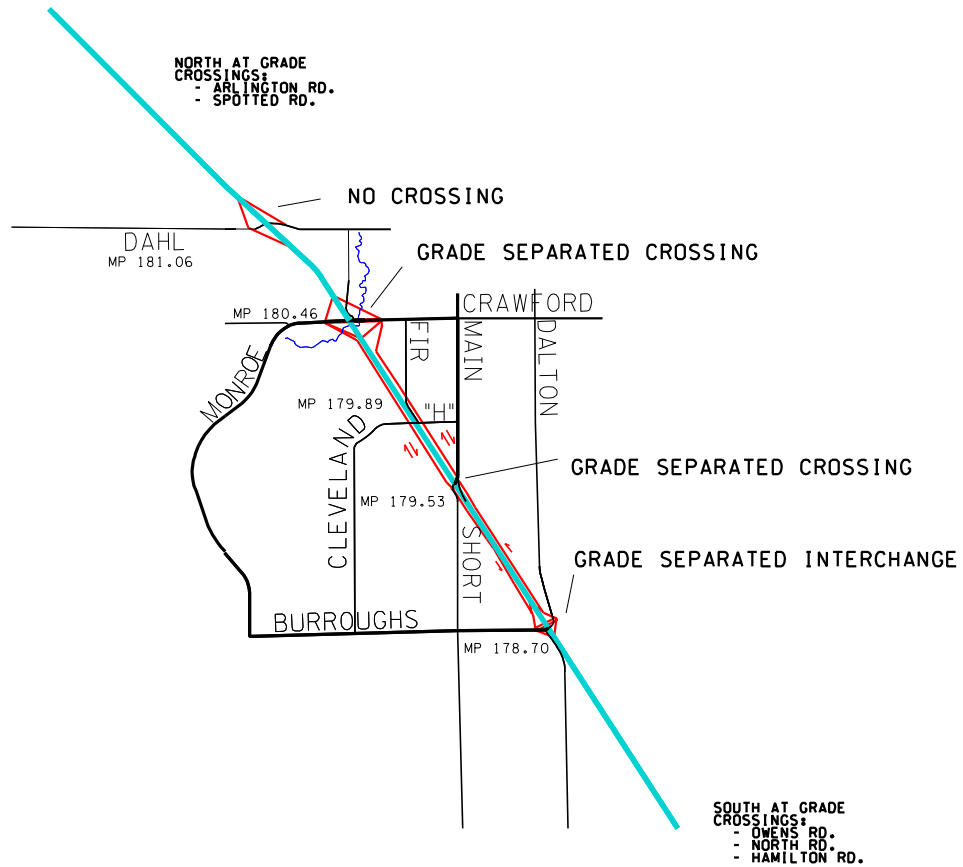 NORTH AT GRADE
CROSSINGS:
- ARLINGTON RD.
- SPOTTED RD.
NO CROSSING
DAHL
MP 181.06
GRADE SEPARATED CROSSING
CRAWFORD
MP 180.46
FIR
MAIN
DALTON
MONROE
MP 179.89
"H"
CLEVELAND
GRADE SEPARATED CROSSING
MP 179.53
SHORT
GRADE SEPARATED INTERCHANGE
BURROUGHS
MP 178.70
SOUTH AT GRADE
CROSSINGS:
- OWENS RD.
- NORTH RD.
- HAMILTON RD.